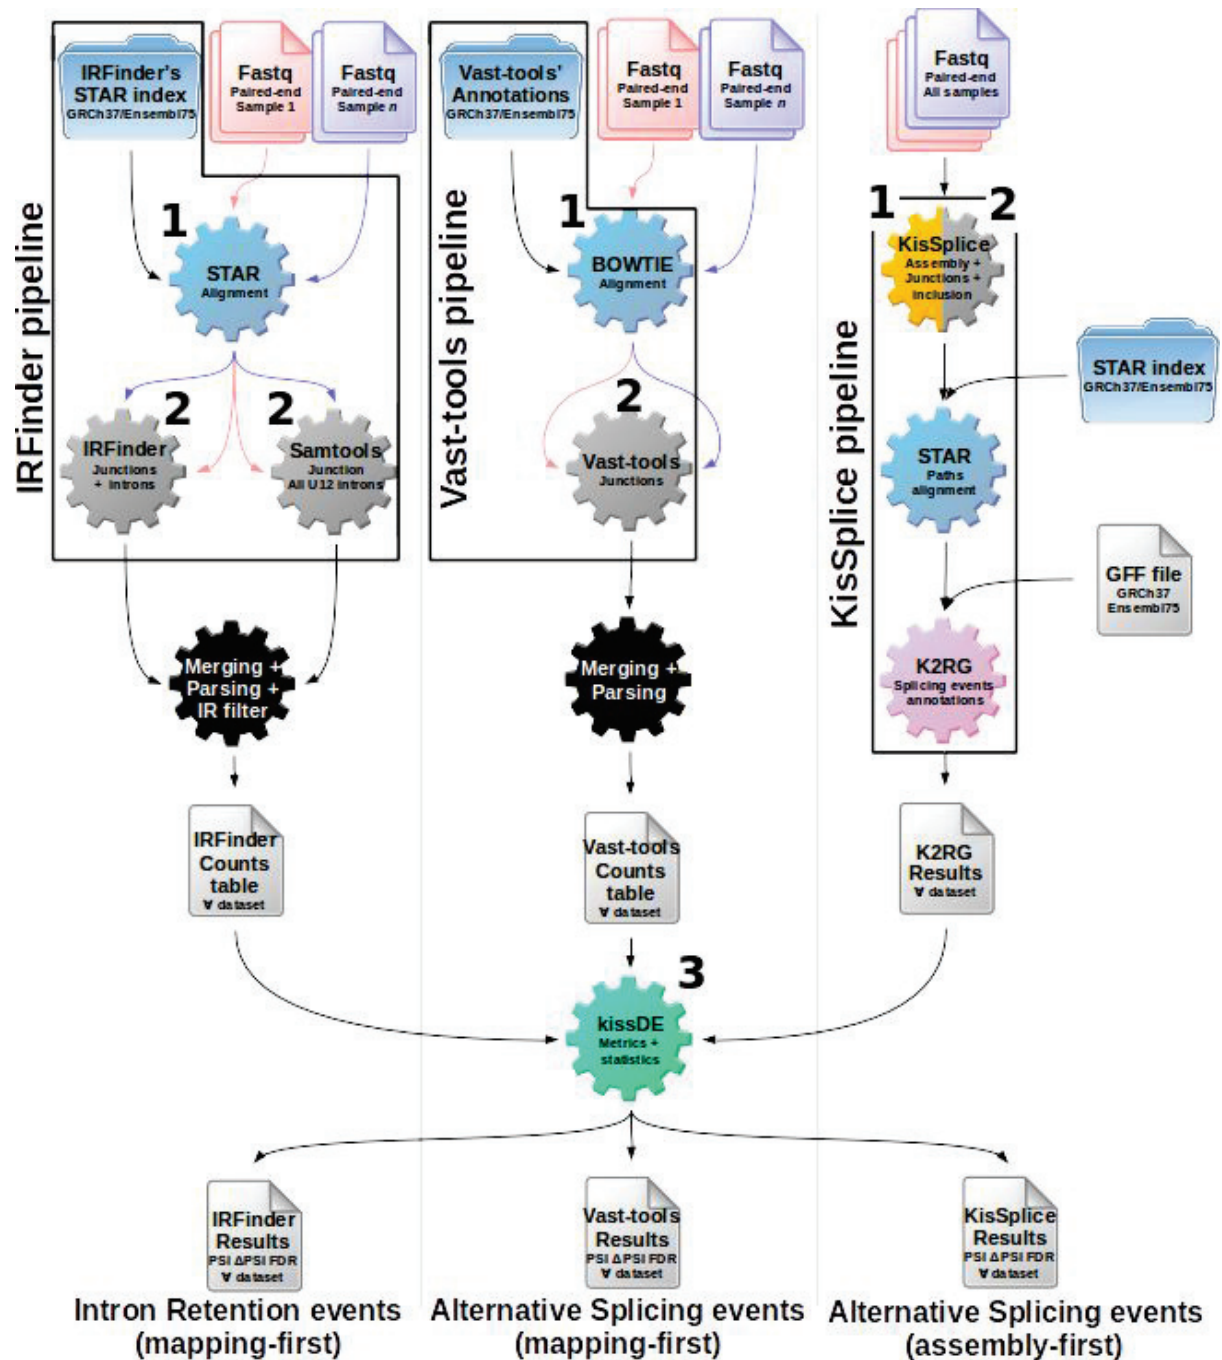 IRFinder pipeline
IRFinder's
STAR index
GRCh37/Ensembl75
Fastq
Paired-end
Sample 1
Fastq
Paired-end
Sample n
1
STAR
Alignment
2
IRFinder
Junctions
+ introns
2
Samtools
Junction
All U12 introns
Merging +
Parsing +
IR filter
IRFinder
Counts
table
∀ dataset
Vast-tools pipeline
Vast-tools'
Annotations
GRCh37/Ensembl75
Fastq
Paired-end
Sample 1
Fastq
Paired-end
Sample n
1
BOWTIE
Alignment
2
Vast-tools
Junctions
Merging +
Parsing
Vast-tools
Counts
table
∀ dataset
KisSplice pipeline
Fastq
Paired-end
All samples
1
2
KisSplice
Assembly +
Junctions +
inclusion
STAR index
GRCh37/Ensembl75
STAR
Paths
alignment
GFF file
GRCh37
Ensembl75
K2RG
Splicing events
annotations
K2RG
Results
∀ dataset
3
kissDE
Metrics +
statistics
IRFinder
Results
PSI ΔPSI FDR
∀ dataset
Vast-tools
Results
PSI ΔPSI FDR
∀ dataset
KisSplice
Results
PSI ΔPSI FDR
∀ dataset
Intron Retention events
(mapping-first)
Alternative Splicing events
(mapping-first)
Alternative Splicing events
(assembly-first)